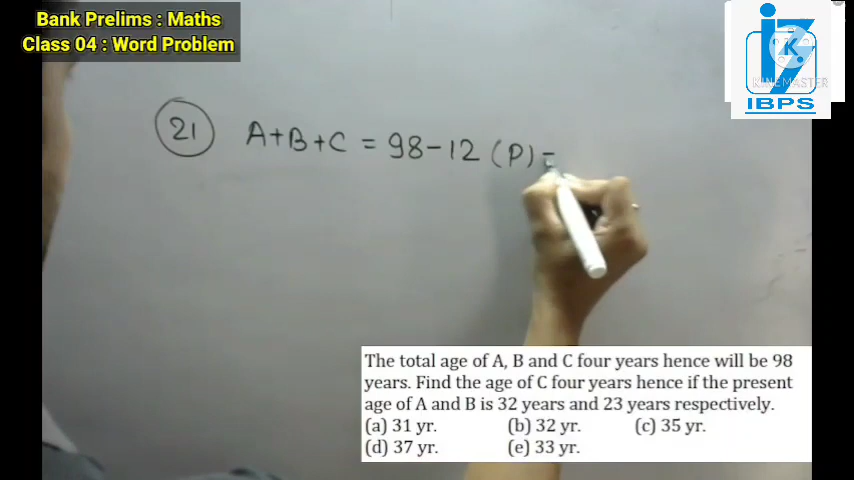 Bank Prelims : Maths
Class 04 : Word Problem
K
KINEMASTER
IBPS
21 A+B+C = 98-12 (P) =
The total age of A, B and C four years hence will be 98
years. Find the age of C four years hence if the present
age of A and B is 32 years and 23 years respectively.
(a) 31 yr. (b) 32 yr. (c) 35 yr.
(d) 37 yr. (e) 33 yr.